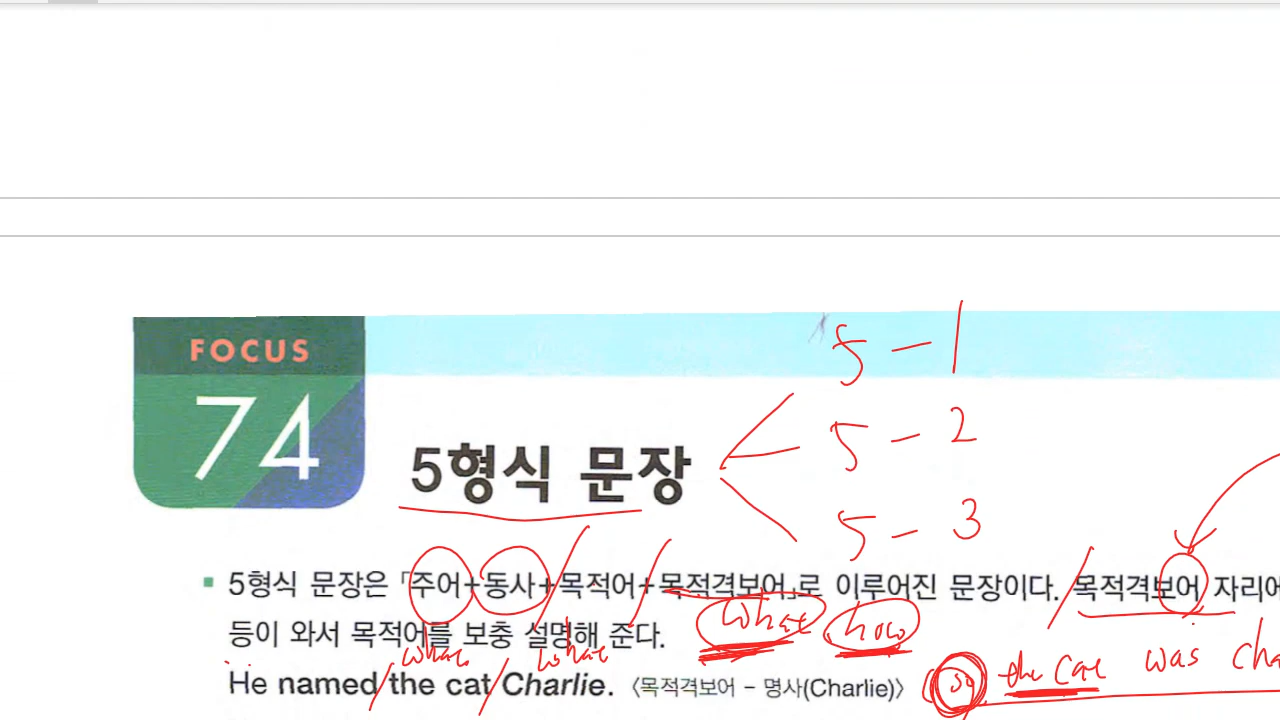 FOCUS
74
5형식 문장
5 - 1
5 - 2
5 - 3
5형식 문장은 「주어+동사+목적어+목적격보어」로 이루어진 문장이다. 목적격보어 자리에
등이 와서 목적어를 보충 설명해 준다.
what how
what what
He named the cat Charlie. 〈목적격보어 - 명사(Charlie)〉
so the cat was cha